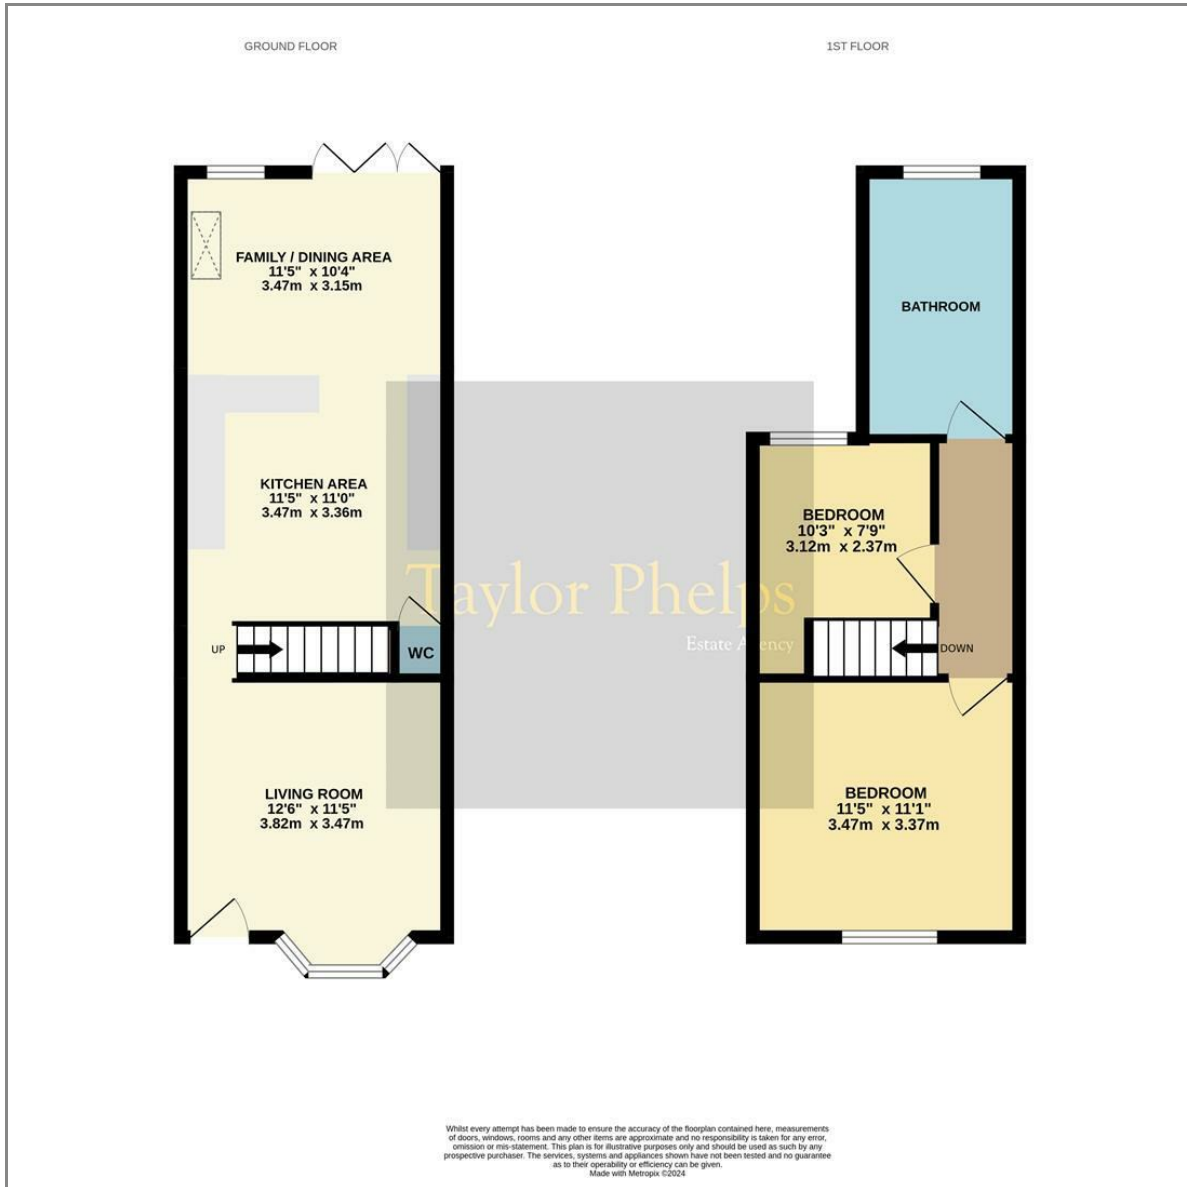 GROUND FLOOR
1ST FLOOR
FAMILY / DINING AREA
11'5" x 10'4"
3.47m x 3.15m
KITCHEN AREA
11'5" x 11'0"
3.47m x 3.36m
UP
WC
LIVING ROOM
12'6" x 11'5"
3.82m x 3.47m
Taylor Phelps
Estate Agency
BATHROOM
BEDROOM
10'3" x 7'9"
3.12m x 2.37m
DOWN
BEDROOM
11'5" x 11'1"
3.47m x 3.37m
Whilst every attempt has been made to ensure the accuracy of the floorplan contained here, measurements
of doors, windows, rooms and any other items are approximate and no responsibility is taken for any error,
omission or mis-statement. This plan is for illustrative purposes only and should be used as such by any
prospective purchaser. The services, systems and appliances shown have not been tested and no guarantee
as to their operability or efficiency can be given.
Made with Metropix ©2024